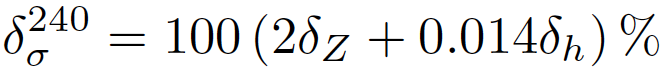 δ_σ^{240} = 100 (2δ_Z + 0.014δ_h) %